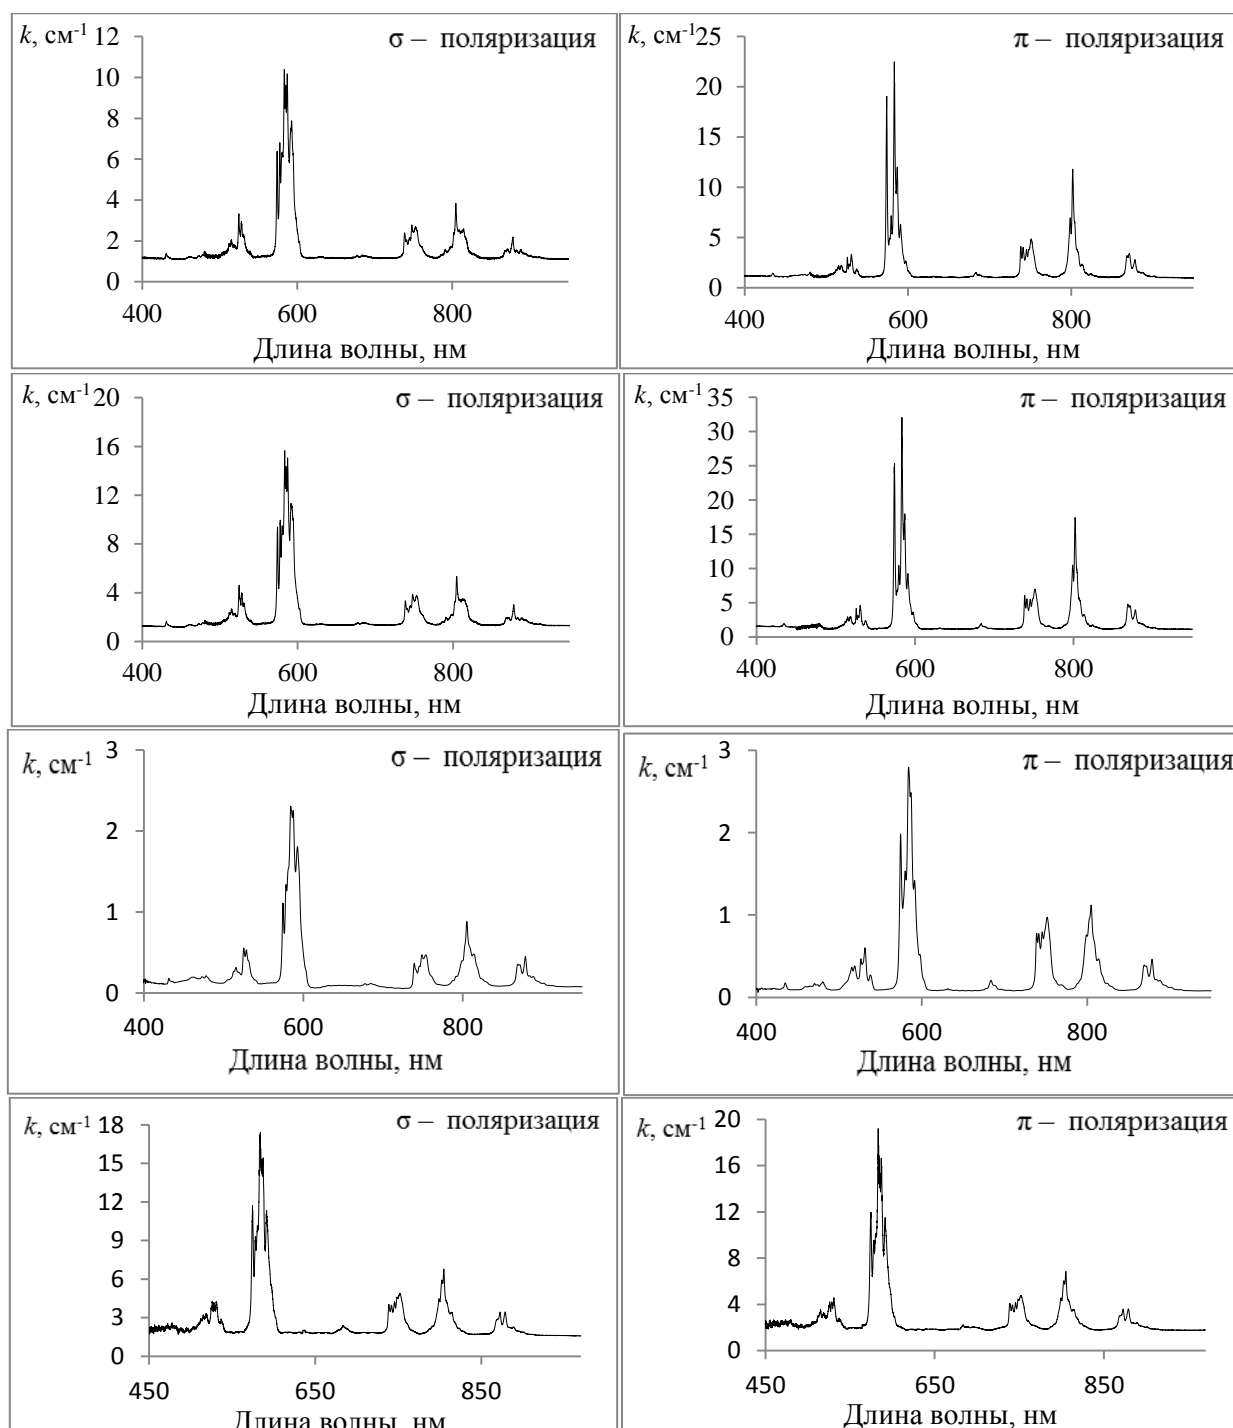 k, см-1 12
σ – поляризация
10
8
6
4
2
0
400 600 800
Длина волны, нм
k, см-1 25
π – поляризация
20
15
10
5
0
400 600 800
Длина волны, нм
k, см-1 20
σ – поляризация
16
12
8
4
0
400 600 800
Длина волны, нм
k, см-1 35
π – поляризация
30
25
20
15
10
5
0
400 600 800
Длина волны, нм
k, см-1 3
σ – поляризация
2
1
0
400 600 800
Длина волны, нм
k, см-1 3
π – поляризация
2
1
0
400 600 800
Длина волны, нм
k, см-1 18
σ – поляризация
15
12
9
6
3
0
450 650 850
Длина волны, нм
k, см-1 20
π – поляризация
16
12
8
4
0
450 650 850
Длина волны, нм